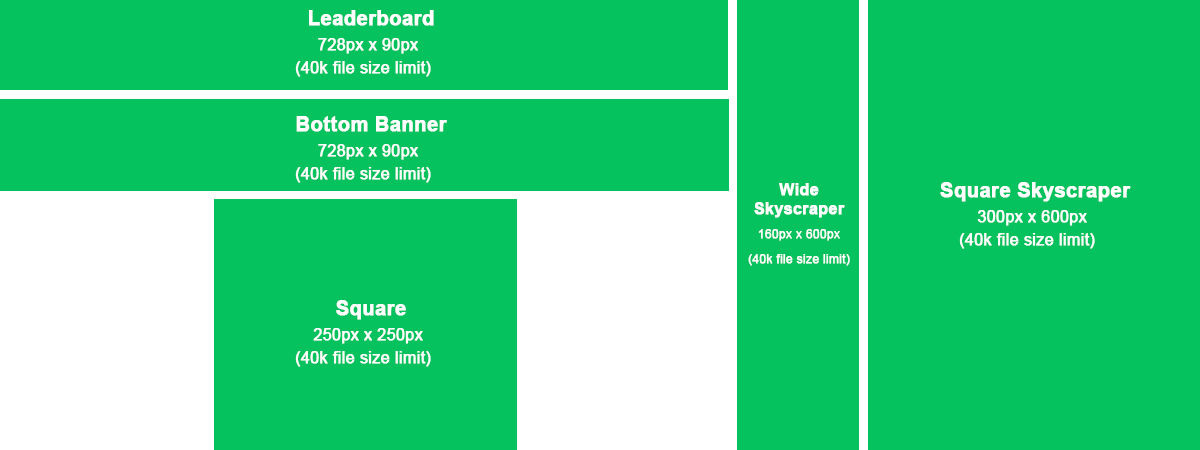 Leaderboard
728px x 90px
(40k file size limit)
Bottom Banner
728px x 90px
(40k file size limit)
Square
250px x 250px
(40k file size limit)
Wide
Skyscraper
160px x 600px
(40k file size limit)
Square Skyscraper
300px x 600px
(40k file size limit)